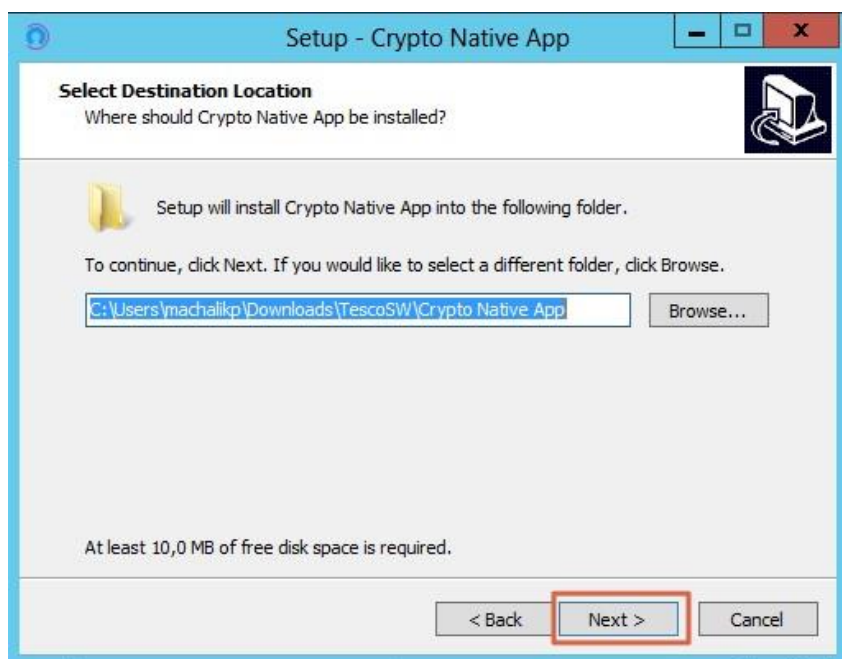 Setup - Crypto Native App
Select Destination Location
Where should Crypto Native App be installed?
Setup will install Crypto Native App into the following folder.
To continue, click Next. If you would like to select a different folder, click Browse.
C:\Users\machalikp\Downloads\TescoSW\Crypto Native App
Browse...
At least 10,0 MB of free disk space is required.
< Back
Next >
Cancel